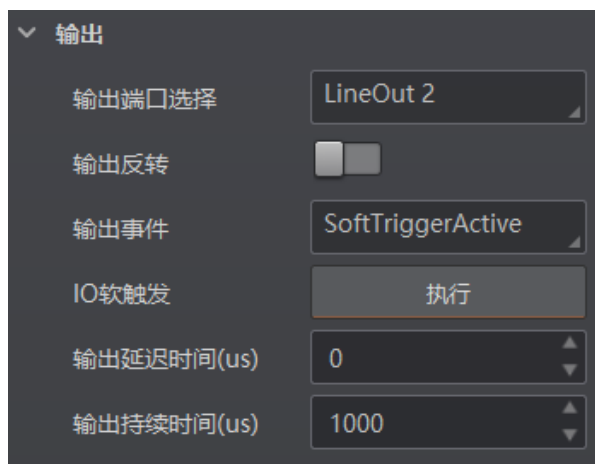 输出
输出端口选择 LineOut 2
输出反转
输出事件 SoftTriggerActive
IO软触发 执行
输出延迟时间(us) 0
输出持续时间(us) 1000